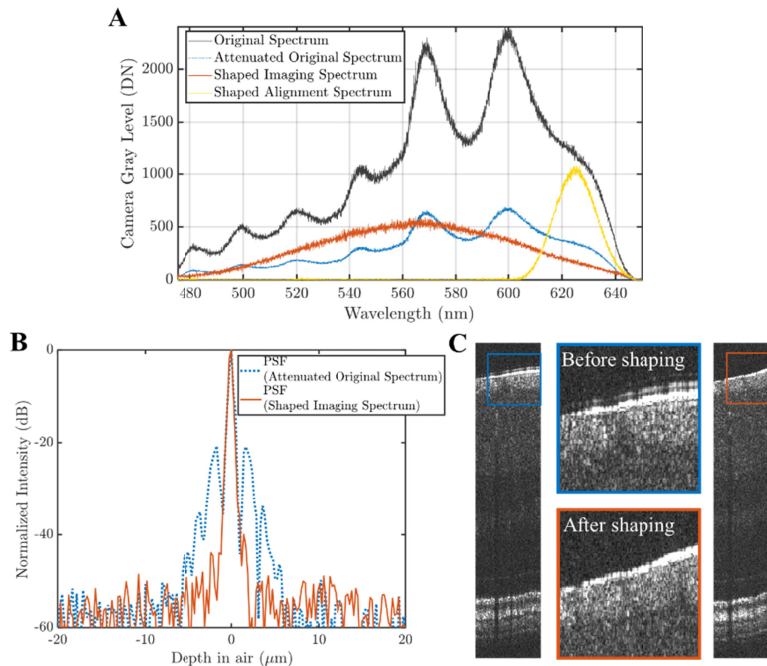 A
Original Spectrum
Attenuated Original Spectrum
Shaped Imaging Spectrum
Shaped Alignment Spectrum
Camera Gray Level (DN)
2000
1500
1000
500
0
480 500 520 540 560 580 600 620 640
Wavelength (nm)
B
PSF
(Attenuated Original Spectrum)
PSF
(Shaped Imaging Spectrum)
Normalized Intensity (dB)
0
-20
-40
-60
-20 -10 0 10 20
Depth in air (μm)
C
Before shaping
After shaping